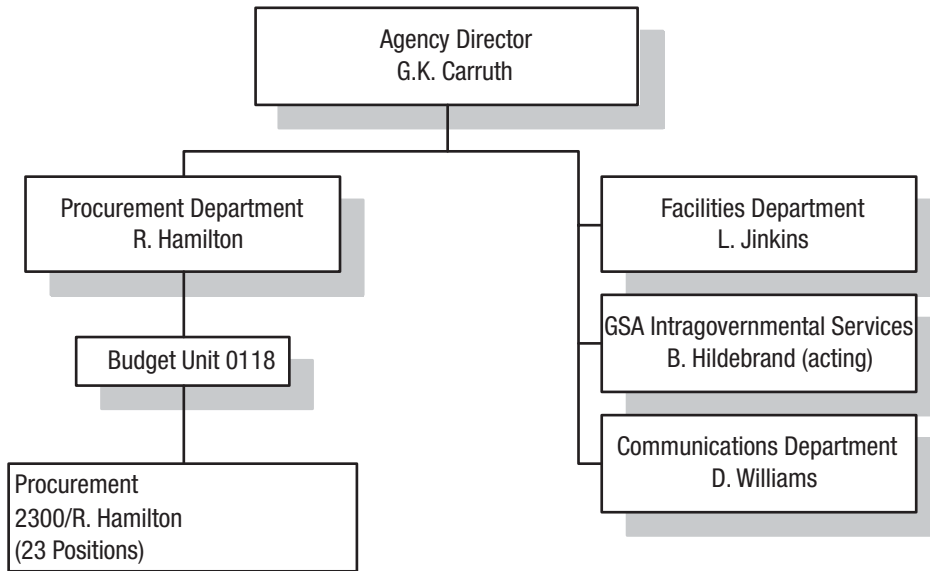 Agency Director
G.K. Carruth
Procurement Department
R. Hamilton
Facilities Department
L. Jinkins
GSA Intragovernmental Services
B. Hildebrand (acting)
Budget Unit 0118
Communications Department
D. Williams
Procurement
2300/R. Hamilton
(23 Positions)